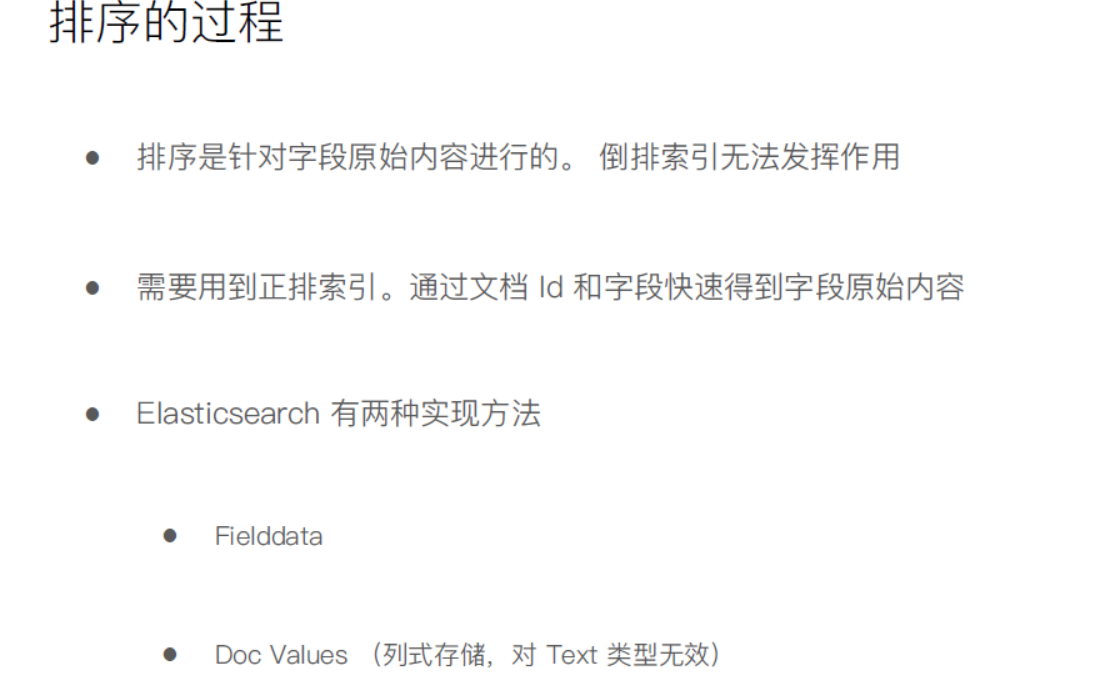 排序的过程
● 排序是针对字段原始内容进行的。 倒排索引无法发挥作用
● 需要用到正排索引。通过文档 Id 和字段快速得到字段原始内容
● Elasticsearch 有两种实现方法
● Fielddata
● Doc Values （列式存储，对 Text 类型无效）